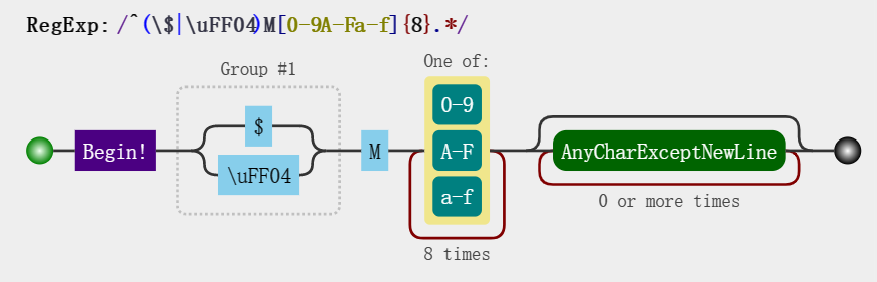 RegExp: /^(\$|\uFF04)M[0-9A-Fa-f]{8}.*/
One of:
Group #1
0-9
$
Begin!
M
A-F
AnyCharExceptNewLine
\uFF04
a-f
0 or more times
8 times